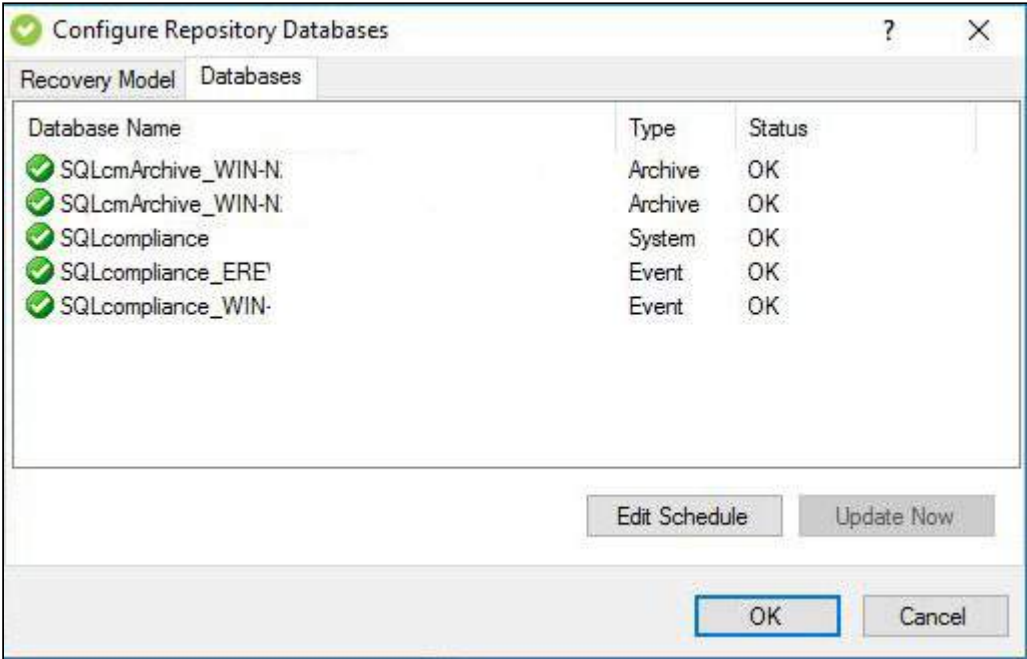 Configure Repository Databases ?
Recovery Model Databases
Database Name Type Status
SQLcmArchive_WIN-N: Archive OK
SQLcmArchive_WIN-N: Archive OK
SQLcompliance System OK
SQLcompliance_ERE Event OK
SQLcompliance_WIN- Event OK
Edit Schedule Update Now
OK Cancel